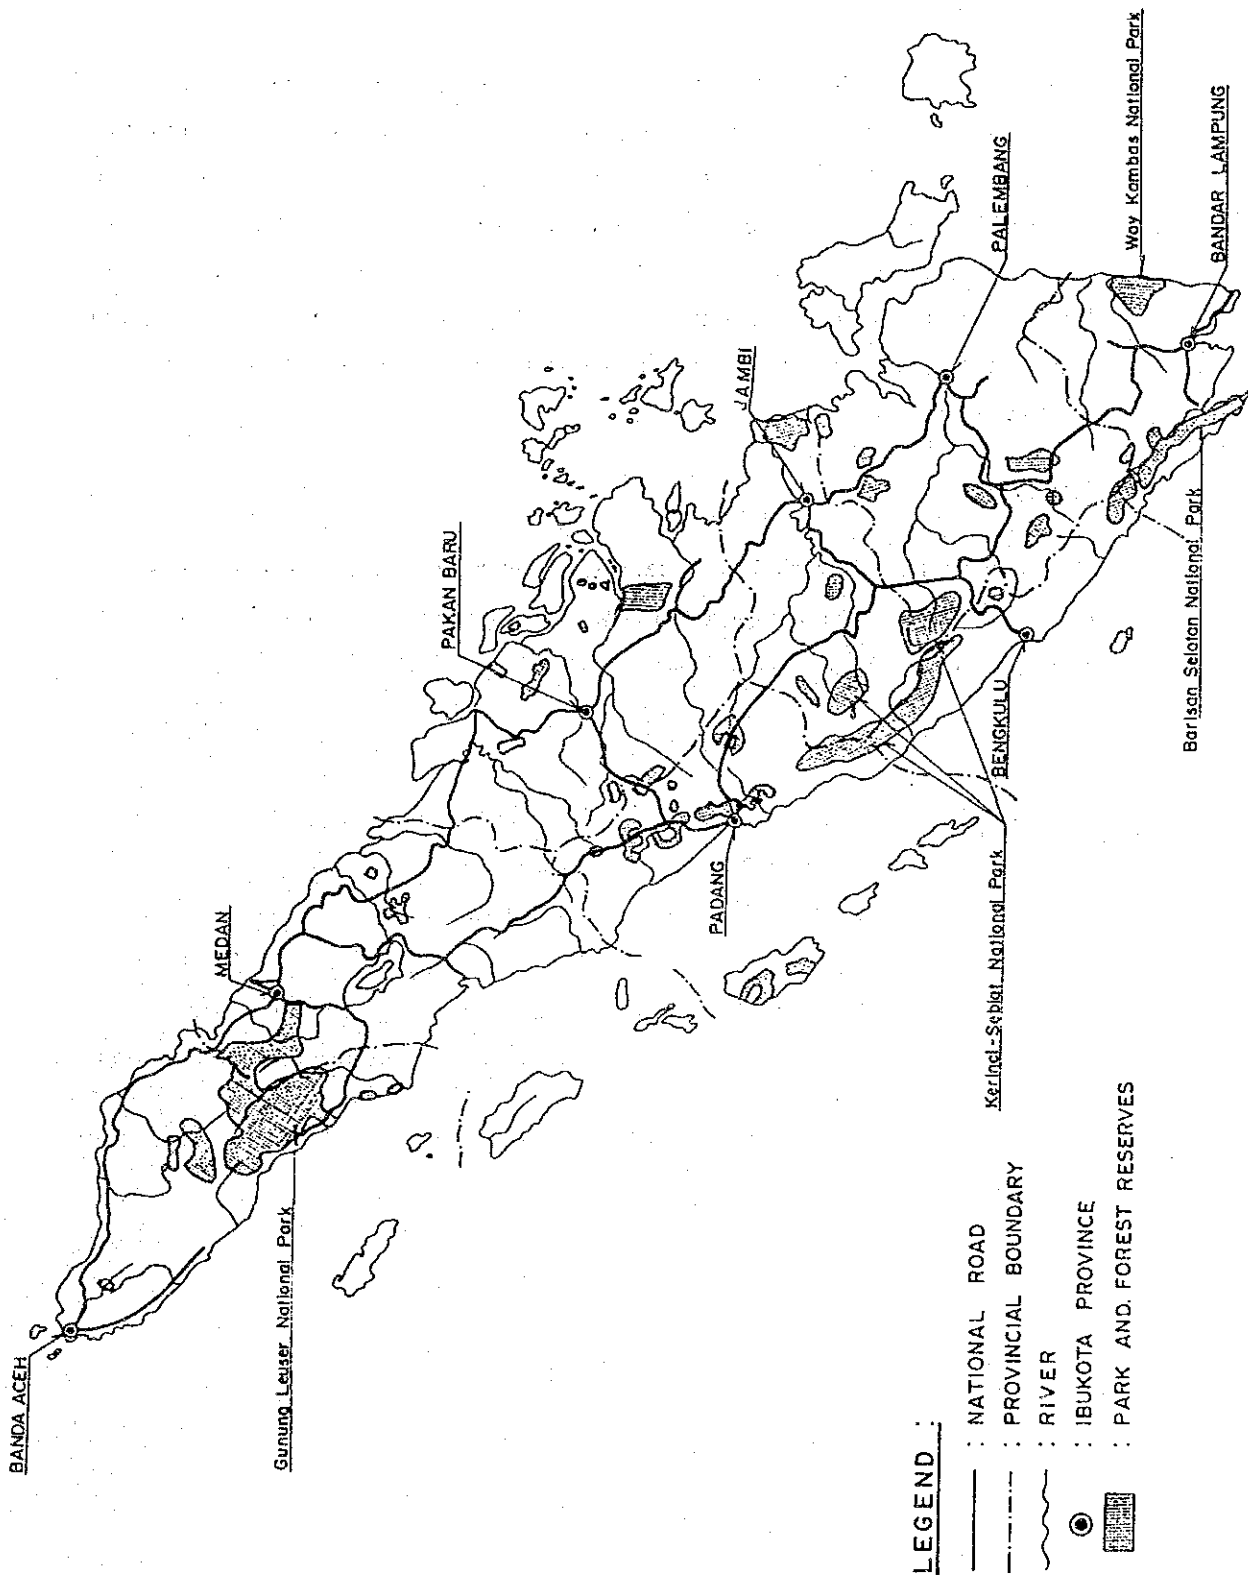 BANDA ACEH
Gunung Leuser National Park
MEDAN
PAKAN BARU
PADANG
JAMBI
Kerinci-Seblat National Park
BENGKULU
PALEMBANG
Barisan Selatan National Park
Way Kambas National Park
BANDAR LAMPUNG
LEGEND :
: NATIONAL ROAD
: PROVINCIAL BOUNDARY
: RIVER
: IBUKOTA PROVINCE
: PARK AND. FOREST RESERVES